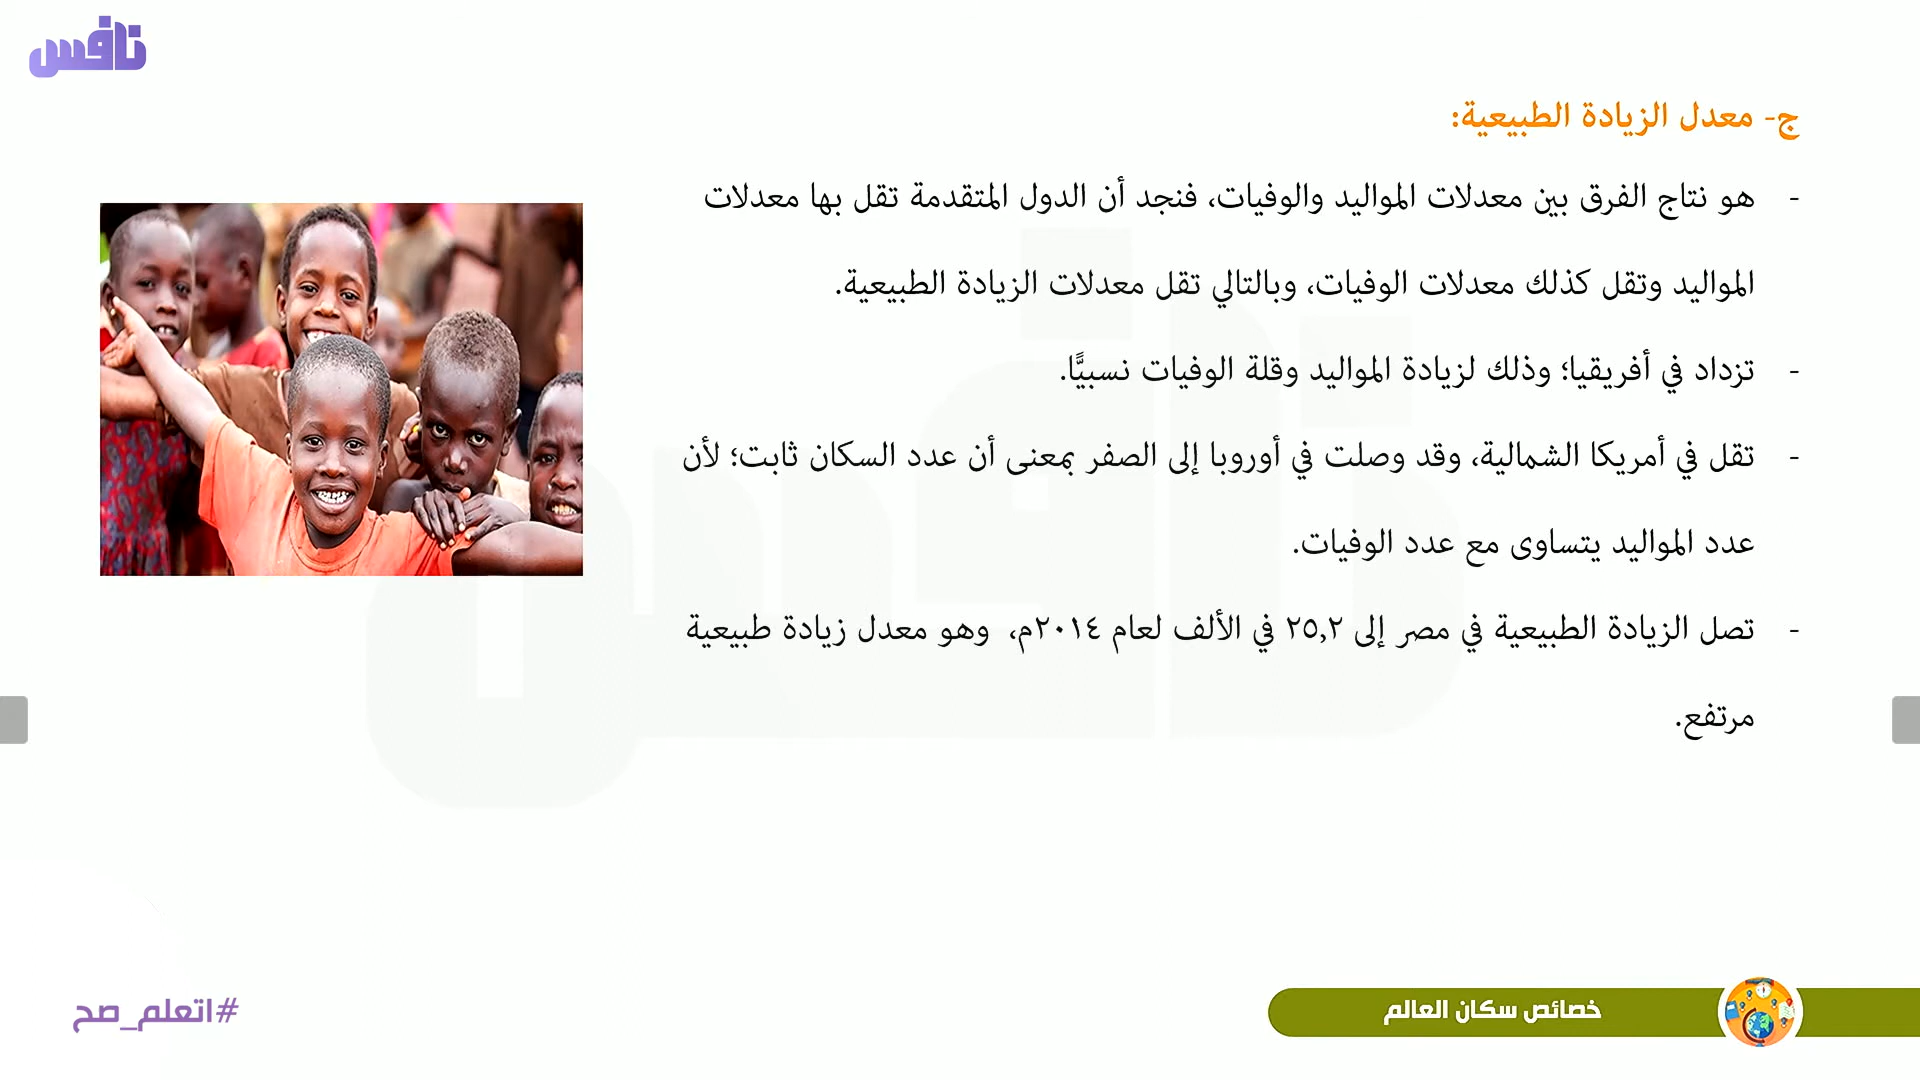 نافس
ج- معدل الزيادة الطبيعية:
- هو نتاج الفرق بين معدلات المواليد والوفيات، فنجد أن الدول المتقدمة تقل بها معدلات
المواليد وتقل كذلك معدلات الوفيات، وبالتالي تقل معدلات الزيادة الطبيعية.
- تزداد في أفريقيا؛ وذلك لزيادة المواليد وقلة الوفيات نسبيًّا.
- تقل في أمريكا الشمالية، وقد وصلت في أوروبا إلى الصفر بمعنى أن عدد السكان ثابت؛ لأن
عدد المواليد يتساوى مع عدد الوفيات.
- تصل الزيادة الطبيعية في مصر إلى ٢٥,٢ في الألف لعام ٢٠١٤م، وهو معدل زيادة طبيعية
مرتفع.
خصائص سكان العالم
#اتعلم_صح